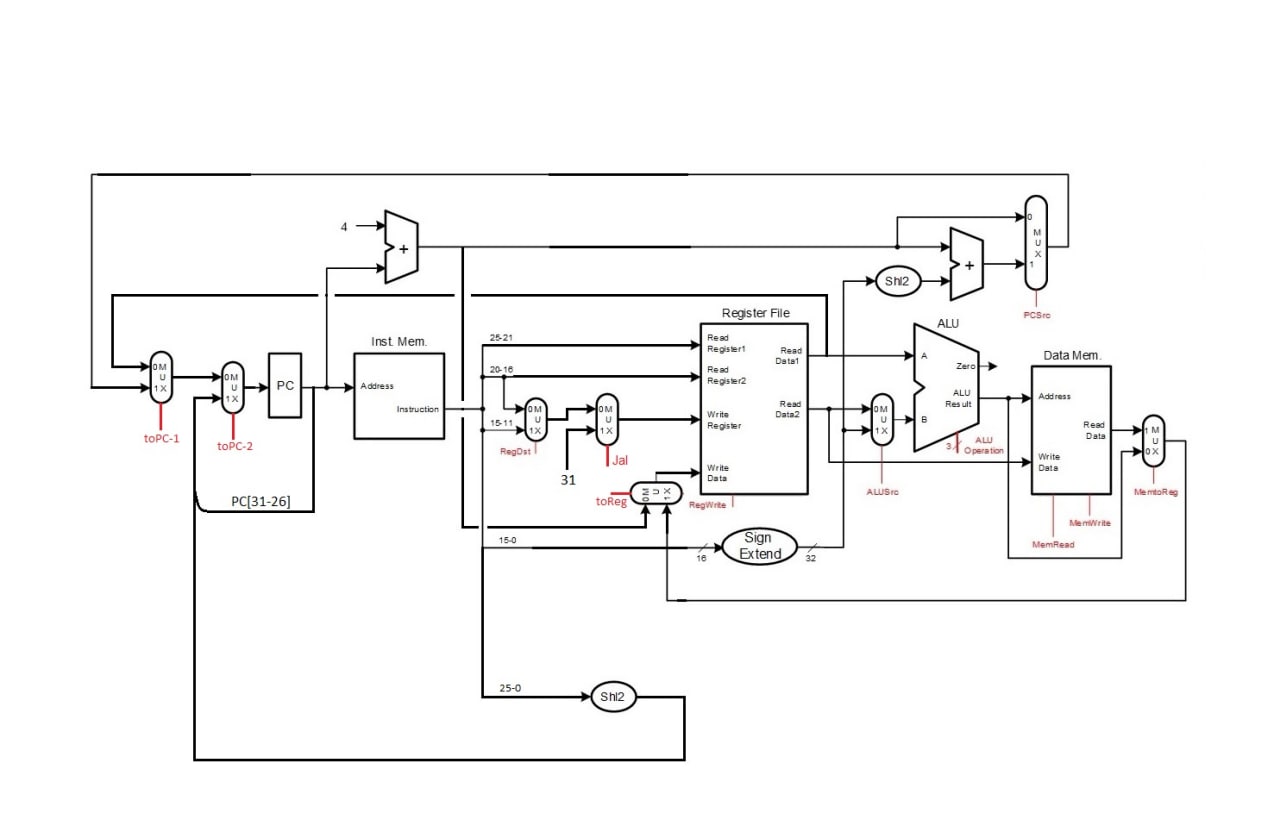 4
+
Shl2
+
0
M
U
X
1
PCSrc
Register File
ALU
Inst. Mem.
Data Mem.
25-21
Read
Register1
Read
Data1
A
Zero
0 M
U
1 X
toPC-1
0 M
U
1 X
toPC-2
PC
Address
Instruction
20-16
Read
Register2
15-11
0 M
U
1 X
RegDst
0 M
U
1 X
Jal
31
Write
Register
Read
Data2
0 M
U
1 X
ALUSrc
B
ALU
Result
3
ALU
Operation
Address
Read
Data
Write
Data
1 M
U
0 X
MemtoReg
MemWrite
MemRead
Write
Data
toReg
0 M
U
1 X
RegWrite
PC[31-26]
15-0
16
Sign
Extend
32
25-0
Shl2